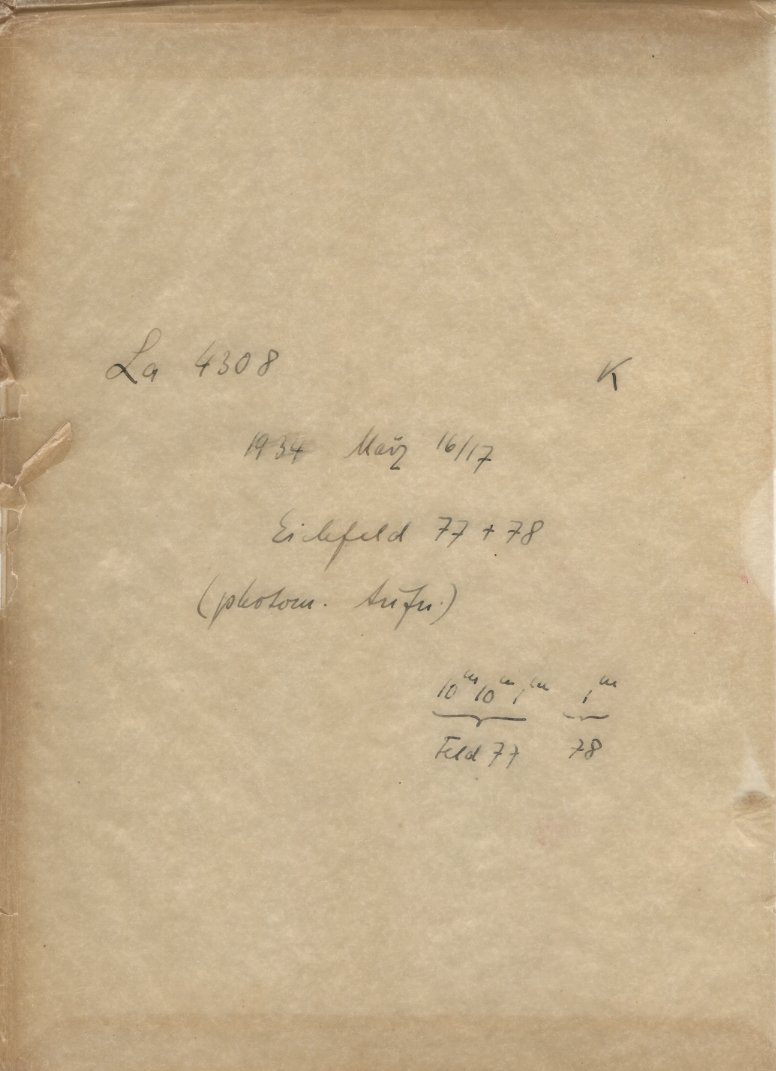 La 4308 K
1934 März 16/17
Eichfeld 77 + 78
(photom. Aufn.)
10ᵐ 10ᵐ 1ᵐ 1ᵐ
Feld 77 78